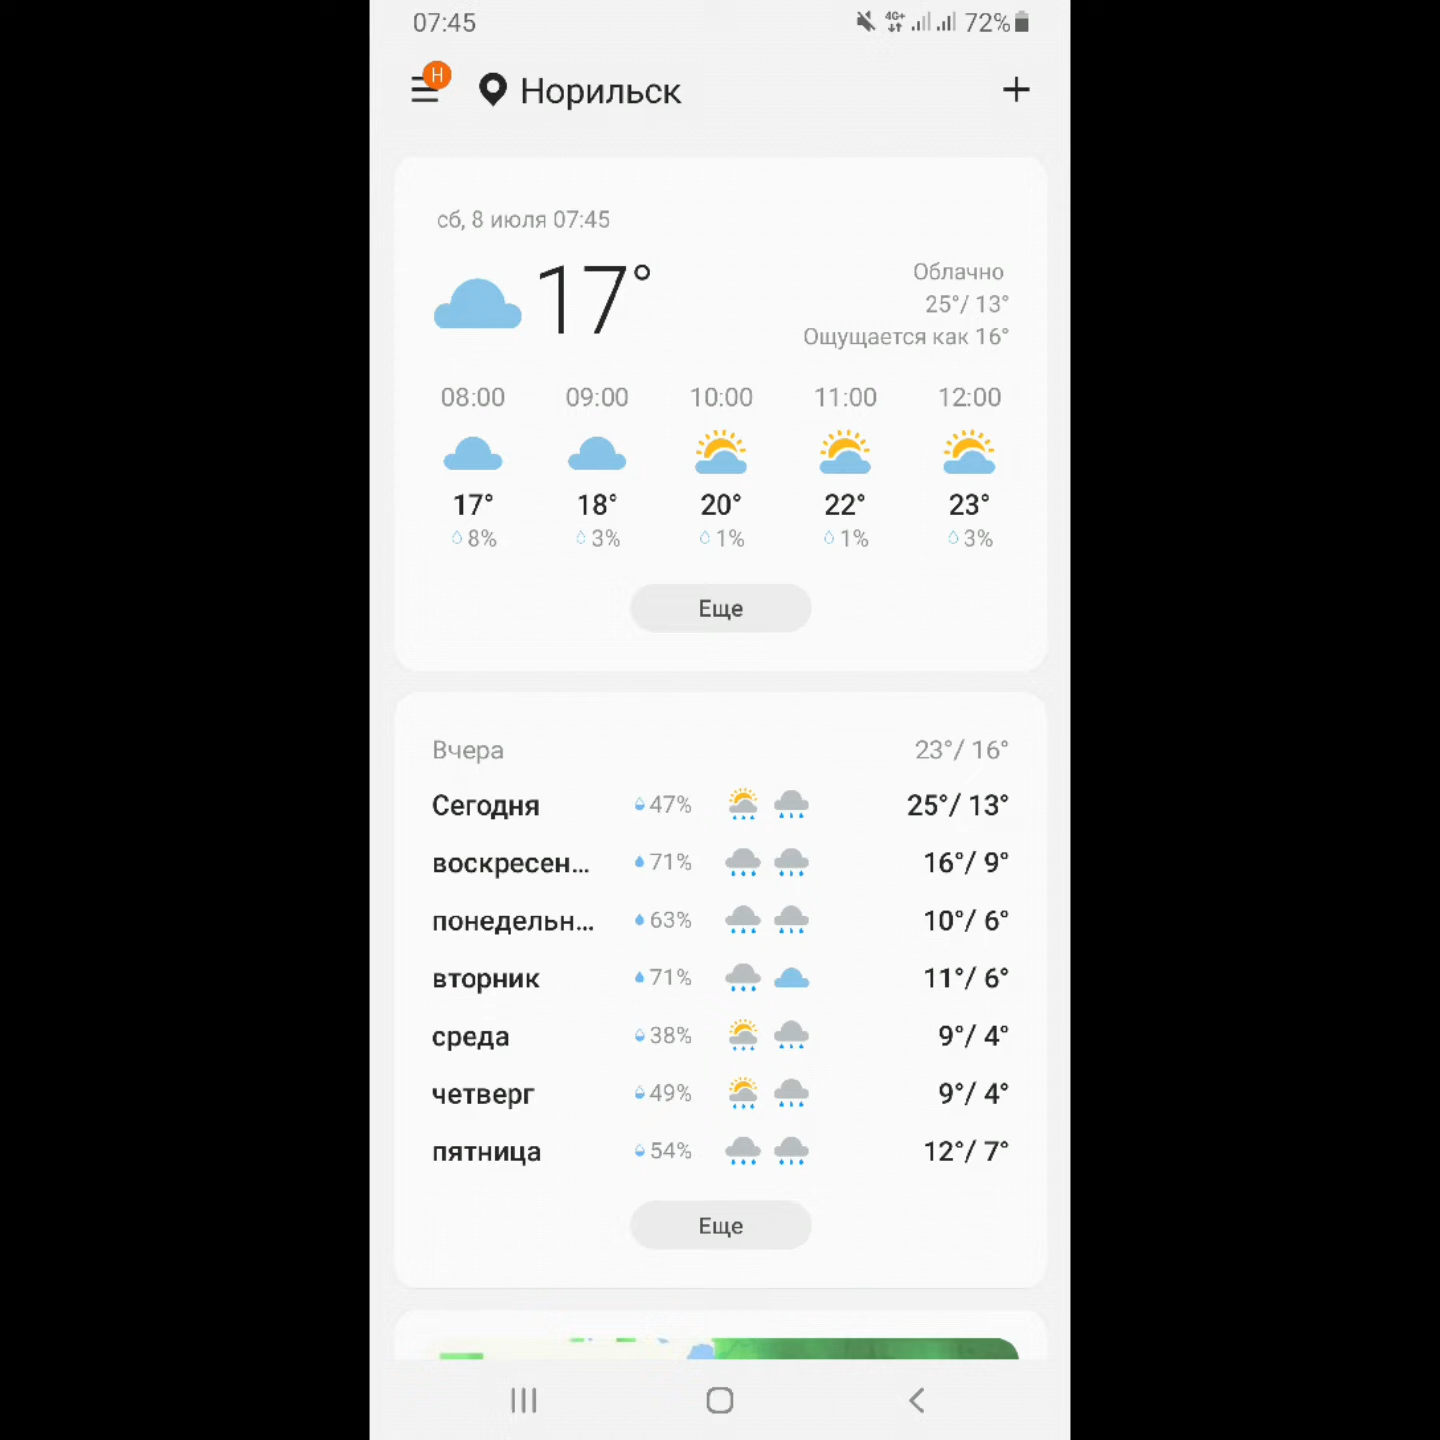 07:45 4G+ 72%
Н
Норильск
сб, 8 июля 07:45
17°
Облачно
25°/ 13°
Ощущается как 16°
08:00 09:00 10:00 11:00 12:00
17° 18° 20° 22° 23°
8% 3% 1% 1% 3%
Еще
Вчера 23°/ 16°
Сегодня 47% 25°/ 13°
воскресен... 71% 16°/ 9°
понедельн... 63% 10°/ 6°
вторник 71% 11°/ 6°
среда 38% 9°/ 4°
четверг 49% 9°/ 4°
пятница 54% 12°/ 7°
Еще